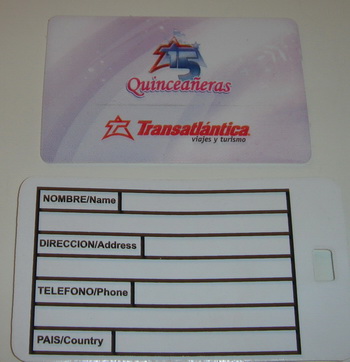 15
Quinceañeras
Transatlántica
viajes y turismo
NOMBRE/Name
DIRECCION/Address
TELEFONO/Phone
PAIS/Country